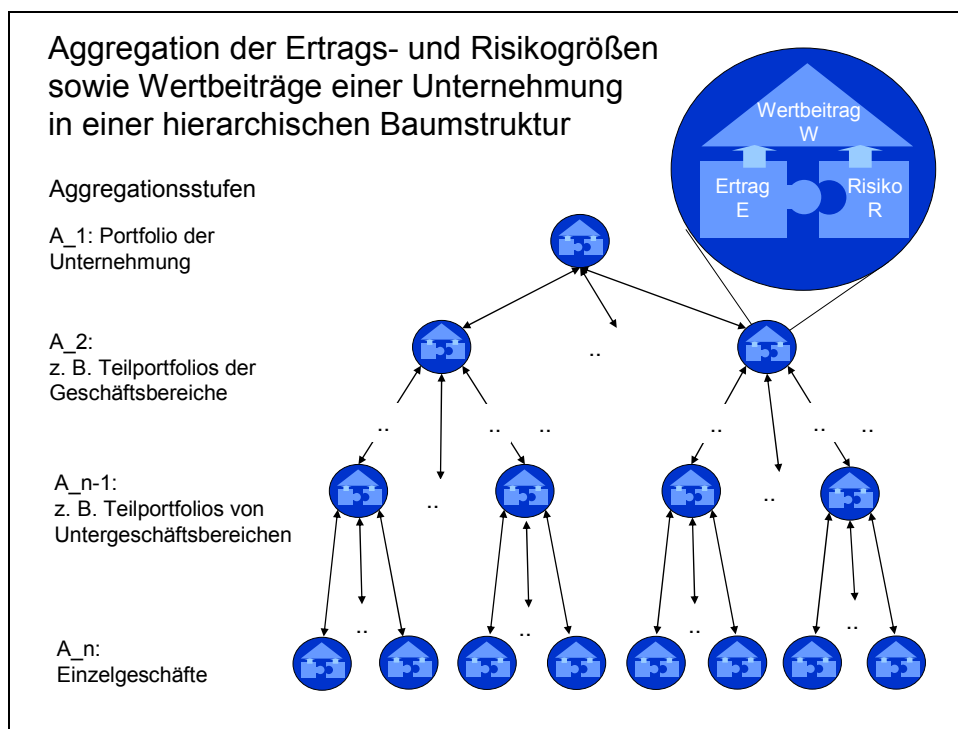 Aggregation der Ertrags- und Risikogrößen
sowie Wertbeiträge einer Unternehmung
in einer hierarchischen Baumstruktur
Wertbeitrag
W
Ertrag
E
Risiko
R
Aggregationsstufen
A_1: Portfolio der
Unternehmung
A_2:
z. B. Teilportfolios der
Geschäftsbereiche
..
..
..
..
..
..
..
A_n-1:
z. B. Teilportfolios von
Untergeschäftsbereichen
..
..
..
..
..
..
A_n:
Einzelgeschäfte